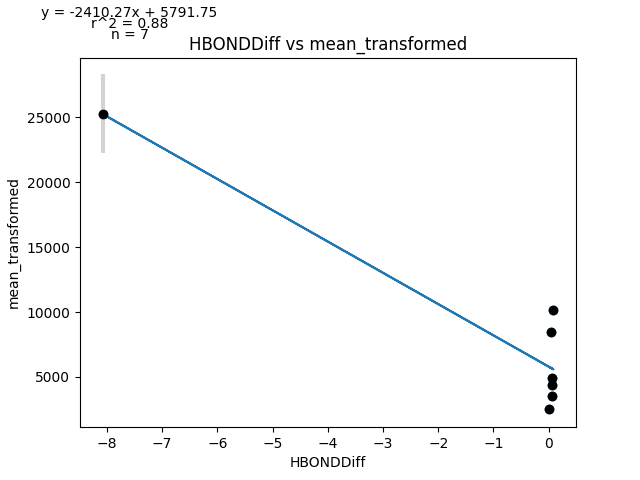 y = -2410.27x + 5791.75
r^2 = 0.88
n = 7
HBONDDiff vs mean_transformed
25000
20000
15000
10000
5000
mean_transformed
−8 −7 −6 −5 −4 −3 −2 −1 0
HBONDDiff